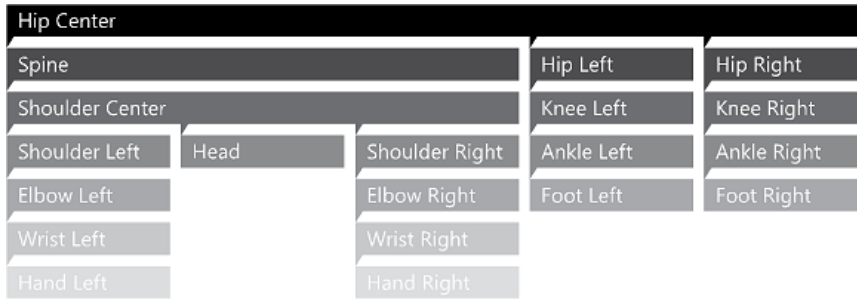 Hip Center
Spine Hip Left Hip Right
Shoulder Center Knee Left Knee Right
Shoulder Left Head Shoulder Right Ankle Left Ankle Right
Elbow Left Elbow Right Foot Left Foot Right
Wrist Left Wrist Right
Hand Left Hand Right